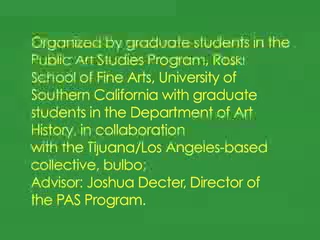 Organized by graduate students in the
Public Art Studies Program, Roski
School of Fine Arts, University of
Southern California with graduate
students in the Department of Art
History, in collaboration
with the Tijuana/Los Angeles-based
collective, bulbo;
Advisor: Joshua Decter, Director of
the PAS Program.